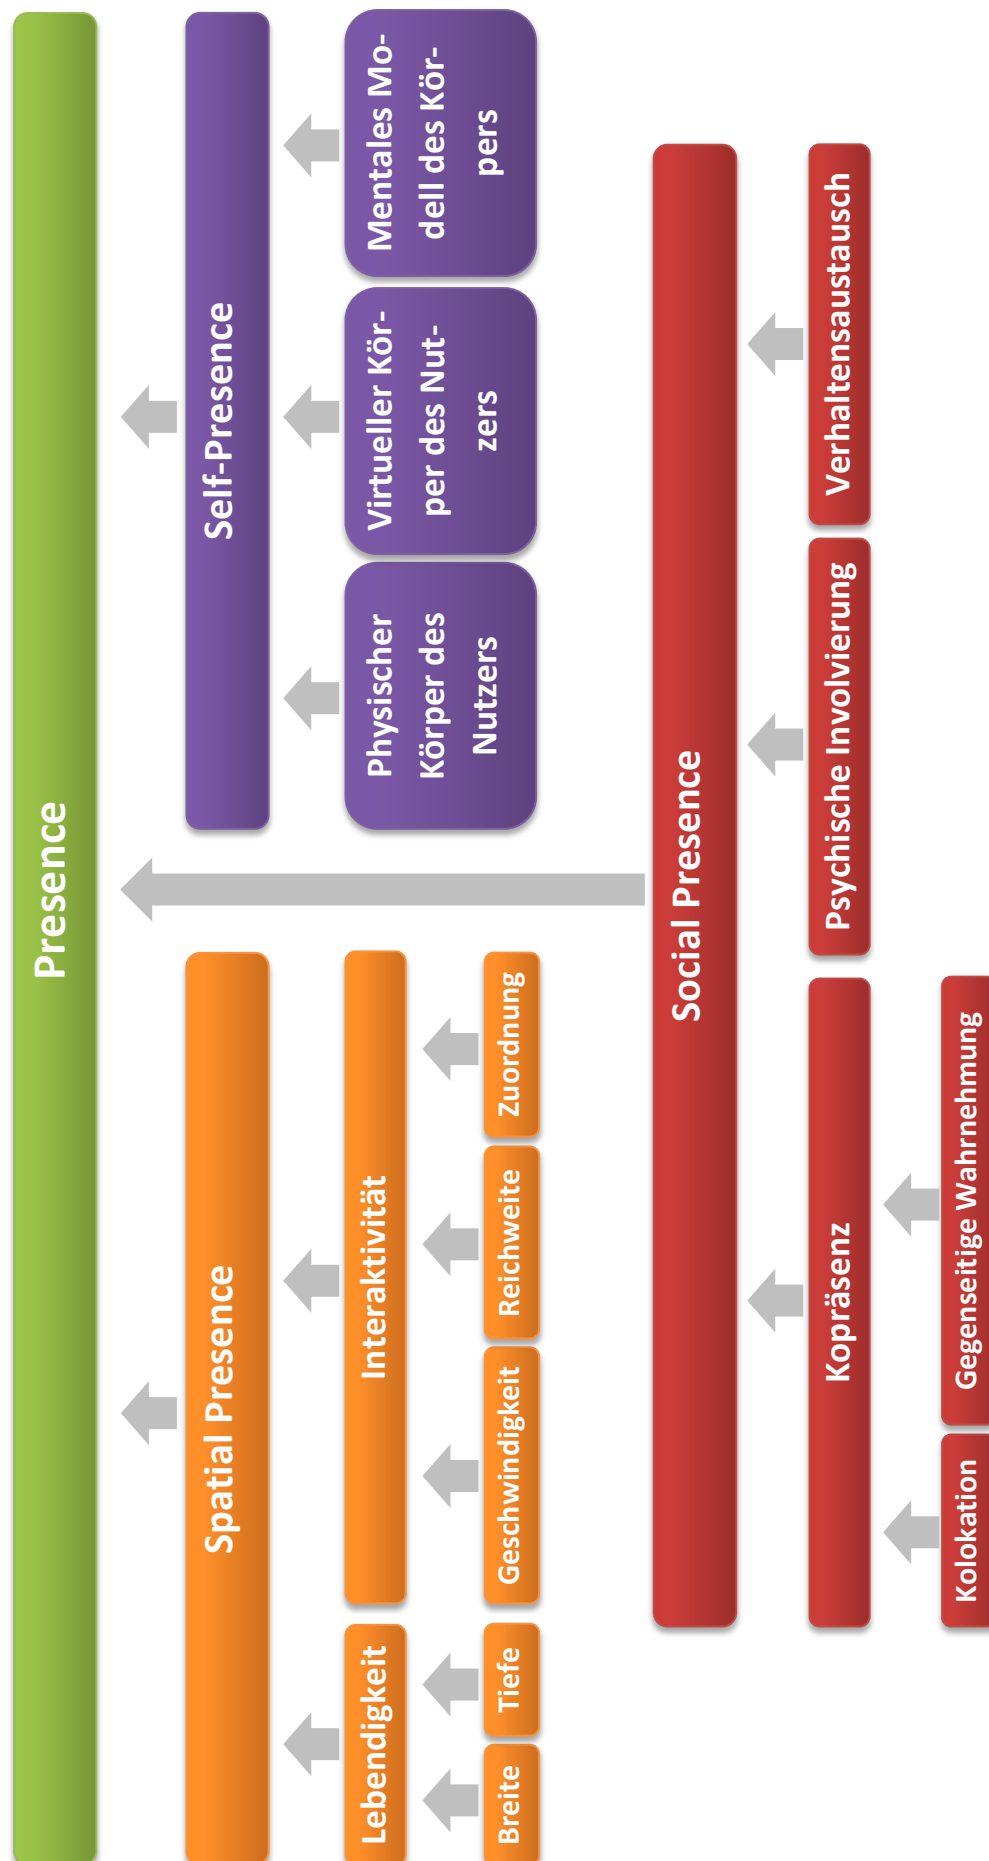 Presence
Spatial Presence
Self-Presence
Lebendigkeit
Interaktivität
Physischer
Körper des
Nutzers
Virtueller Kör-
per des Nut-
zers
Mentales Mo-
dell des Kör-
pers
Breite
Tiefe
Geschwindigkeit
Reichweite
Zuordnung
Social Presence
Kopräsenz
Psychische Involvierung
Verhaltensaustausch
Kolokation
Gegenseitige Wahrnehmung